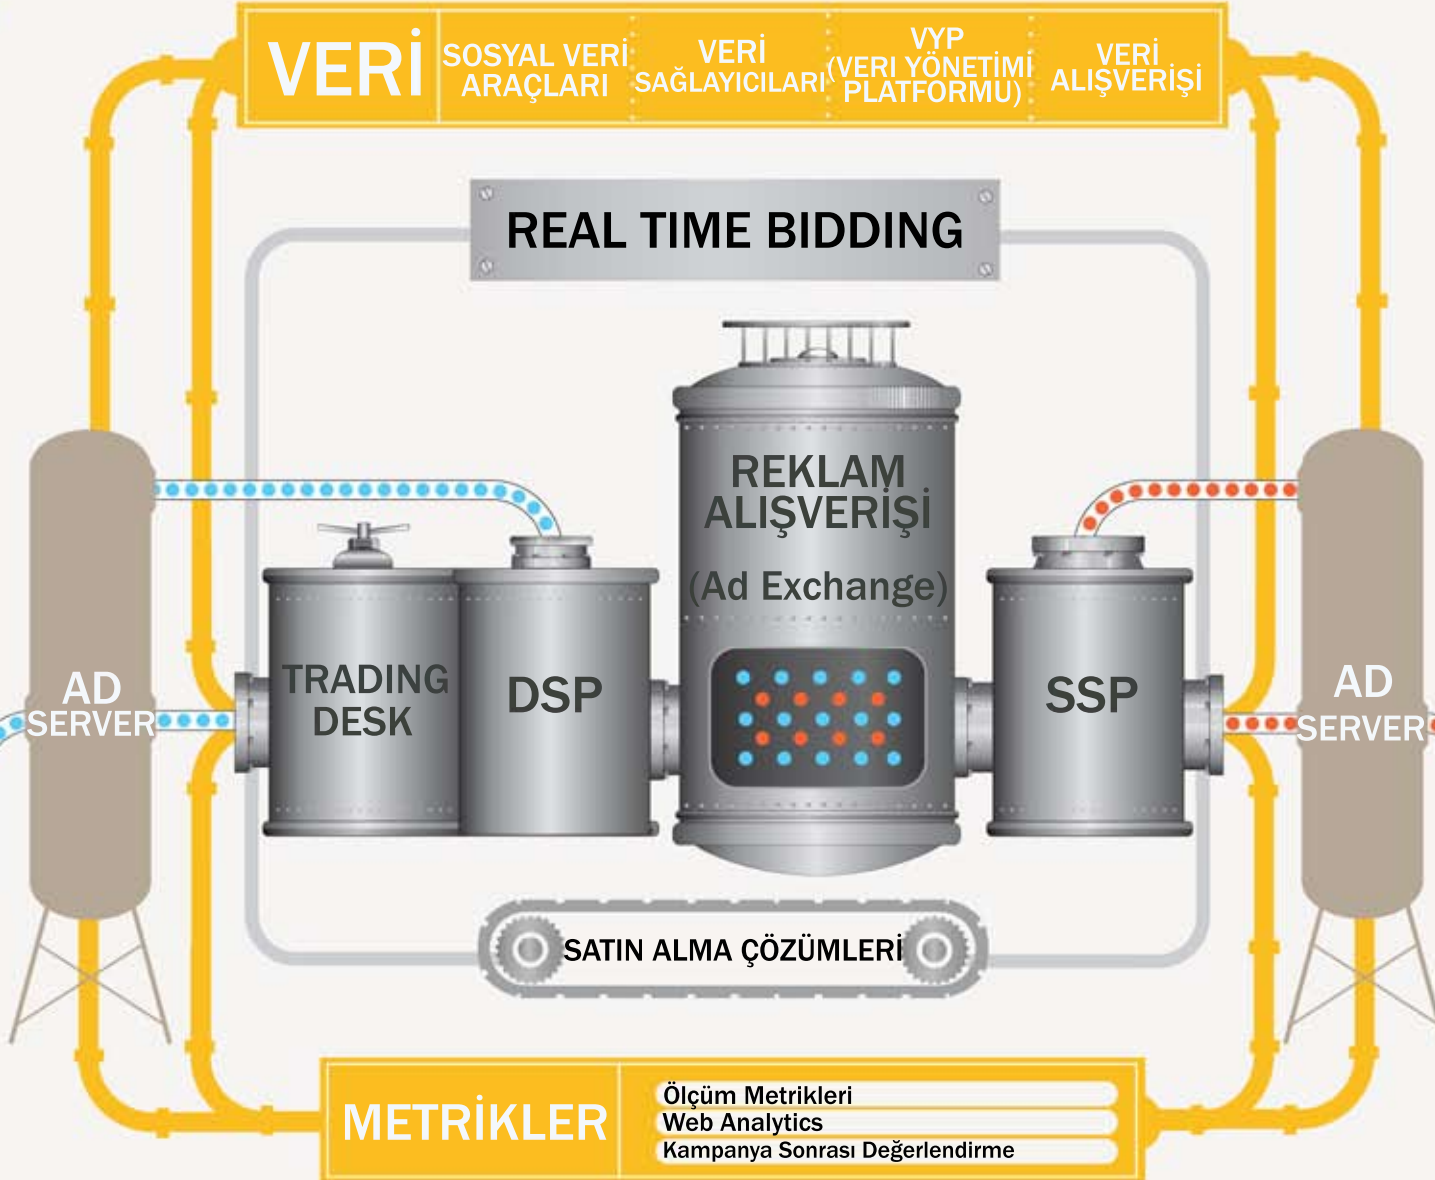 VERİ
SOSYAL VERİ
ARAÇLARI
VERİ
SAĞLAYICILARI
VYP
(VERI YÖNETİMİ
PLATFORMU)
VERİ
ALIŞVERİŞİ
REAL TIME BIDDING
REKLAM
ALIŞVERİŞİ
(Ad Exchange)
AD
SERVER
TRADING
DESK
DSP
SSP
AD
SERVER
SATIN ALMA ÇÖZÜMLERİ
METRİKLER
Ölçüm Metrikleri
Web Analytics
Kampanya Sonrası Değerlendirme